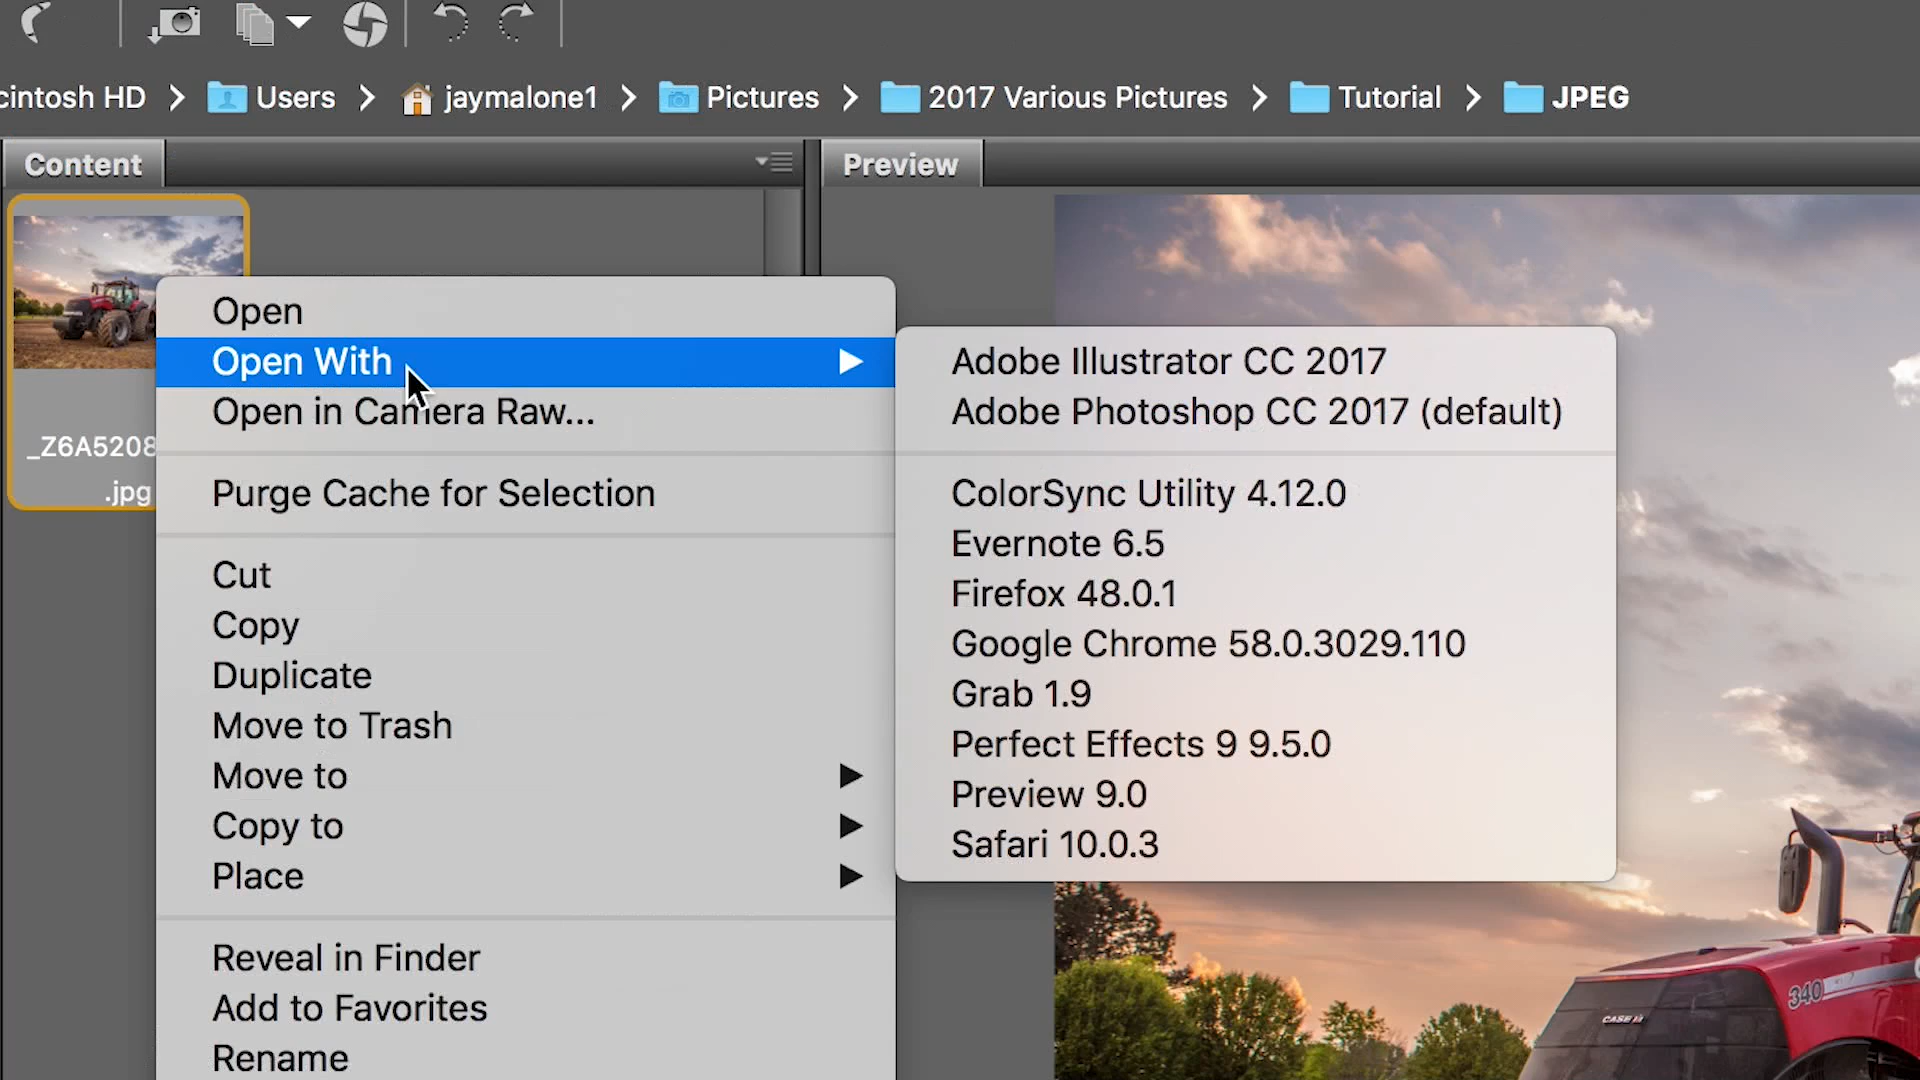 cintosh HD > Users > jaymalone1 > Pictures > 2017 Various Pictures > Tutorial > JPEG
Content
Preview
_Z6A5208
.jpg
Open
Open With
Open in Camera Raw...
Purge Cache for Selection
Cut
Copy
Duplicate
Move to Trash
Move to
Copy to
Place
Reveal in Finder
Add to Favorites
Rename
Adobe Illustrator CC 2017
Adobe Photoshop CC 2017 (default)
ColorSync Utility 4.12.0
Evernote 6.5
Firefox 48.0.1
Google Chrome 58.0.3029.110
Grab 1.9
Perfect Effects 9 9.5.0
Preview 9.0
Safari 10.0.3
340
CASE IH